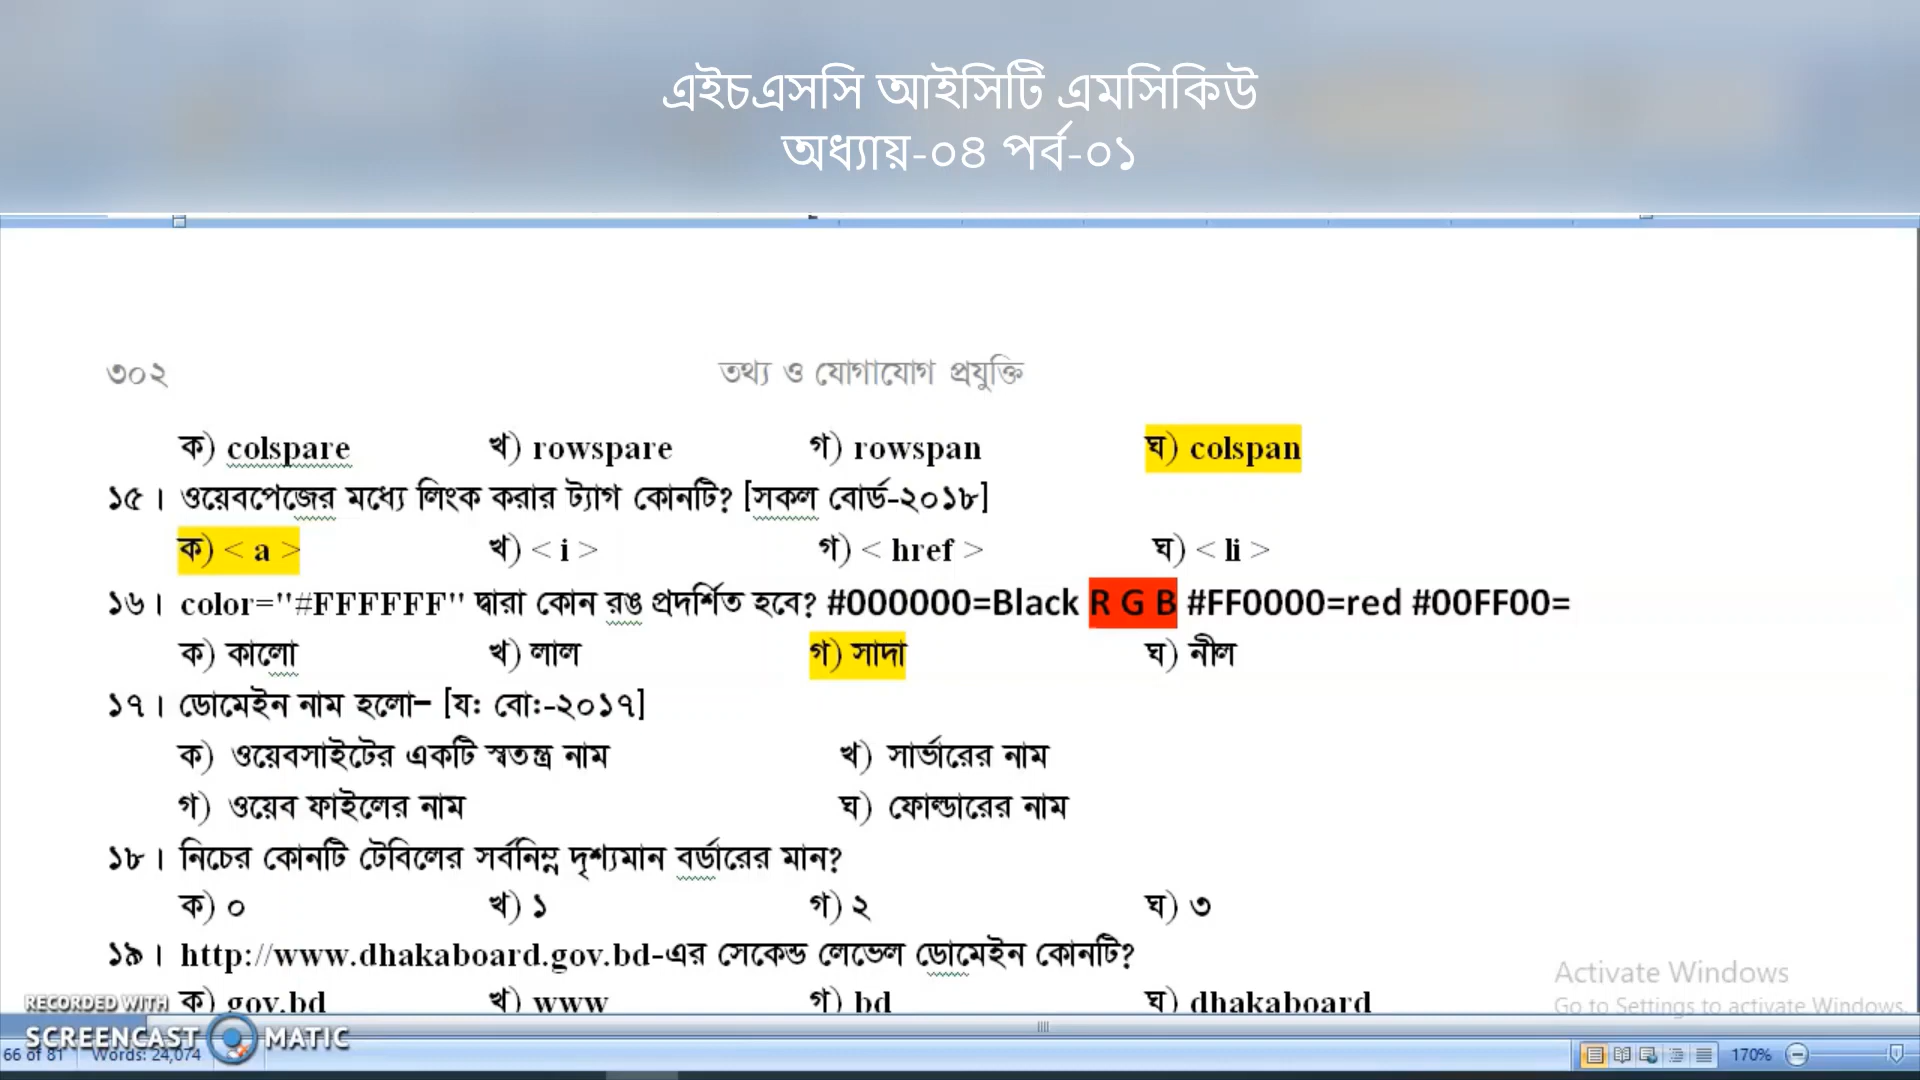 এইচএসসি আইসিটি এমসিকিউ
অধ্যায়-০৪ পর্ব-০১
৩০২ তথ্য ও যোগাযোগ প্রযুক্তি
ক) colspare খ) rowspare গ) rowspan ঘ) colspan
১৫। ওয়েবপেজের মধ্যে লিংক করার ট্যাগ কোনটি? [সকল বোর্ড-২০১৮]
ক) < a > খ) < i > গ) < href > ঘ) < li >
১৬। color="#FFFFFF" দ্বারা কোন রঙ প্রদর্শিত হবে? #000000=Black R G B #FF0000=red #00FF00=
ক) কালো খ) লাল গ) সাদা ঘ) নীল
১৭। ডোমেইন নাম হলো– [য: বো:-২০১৭]
ক) ওয়েবসাইটের একটি স্বতন্ত্র নাম খ) সার্ভারের নাম
গ) ওয়েব ফাইলের নাম ঘ) ফোল্ডারের নাম
১৮। নিচের কোনটি টেবিলের সর্বনিম্ন দৃশ্যমান বর্ডারের মান?
ক) ০ খ) ১ গ) ২ ঘ) ৩
১৯। http://www.dhakaboard.gov.bd-এর সেকেন্ড লেভেল ডোমেইন কোনটি?
ক) gov.bd খ) www গ) bd ঘ) dhakaboard
Activate Windows
Go to Settings to activate Windows.
RECORDED WITH
SCREENCAST MATIC
66 of 81 Words: 24,074 170%